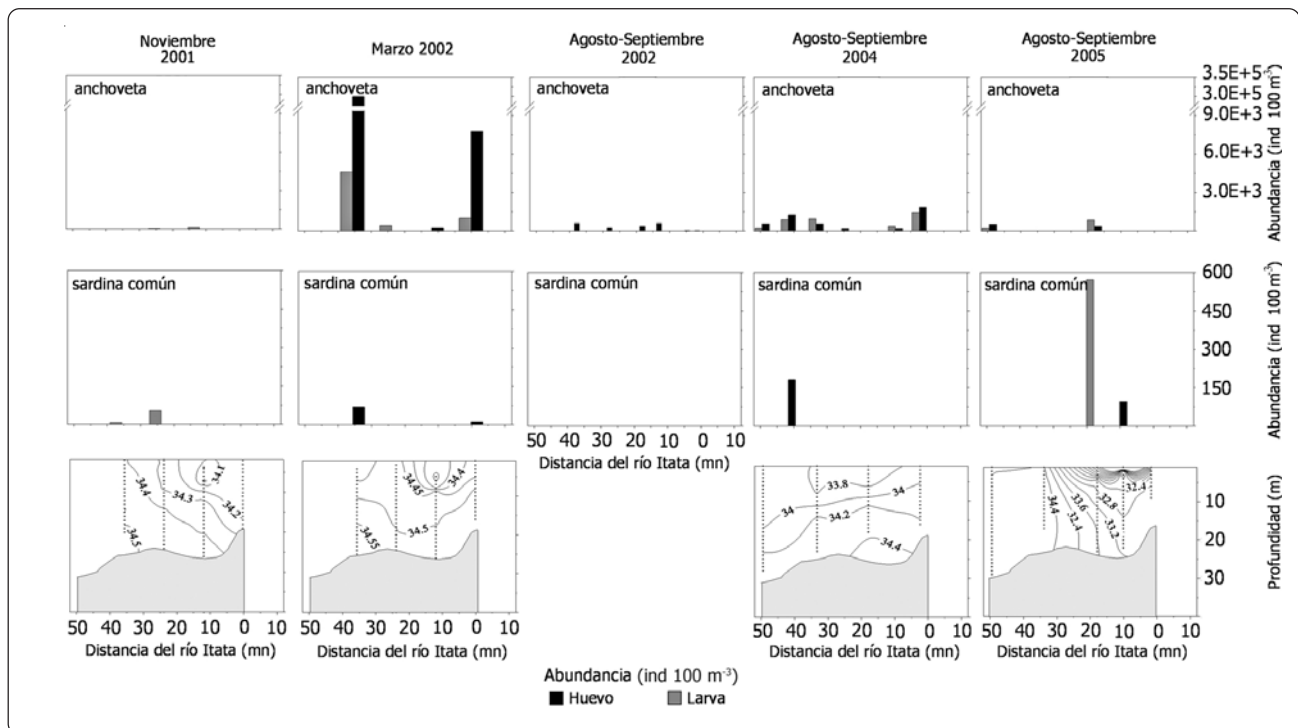 Noviembre
2001
Marzo 2002
Agosto-Septiembre
2002
Agosto-Septiembre
2004
Agosto-Septiembre
2005
anchoveta
anchoveta
anchoveta
anchoveta
anchoveta
3.5E+5
3.0E+5
9.0E+3
6.0E+3
3.0E+3
Abundancia (ind 100 m⁻³)
sardina común
sardina común
sardina común
sardina común
sardina común
600
450
300
150
Abundancia (ind 100 m⁻³)
50 40 30 20 10 0 10
Distancia del río Itata (mn)
34.4
34.3
34.1
34.2
34.5
34.45
34.4
34.5
34.55
33.8
34
34
34.2
34.4
34.4
33.6
32.4
32.8
33.2
32.4
10
20
30
Profundidad (m)
50 40 30 20 10 0 10
50 40 30 20 10 0 10
50 40 30 20 10 0 10
50 40 30 20 10 0 10
Distancia del río Itata (mn)
Distancia del río Itata (mn)
Distancia del río Itata (mn)
Distancia del río Itata (mn)
Abundancia (ind 100 m⁻³)
Huevo Larva